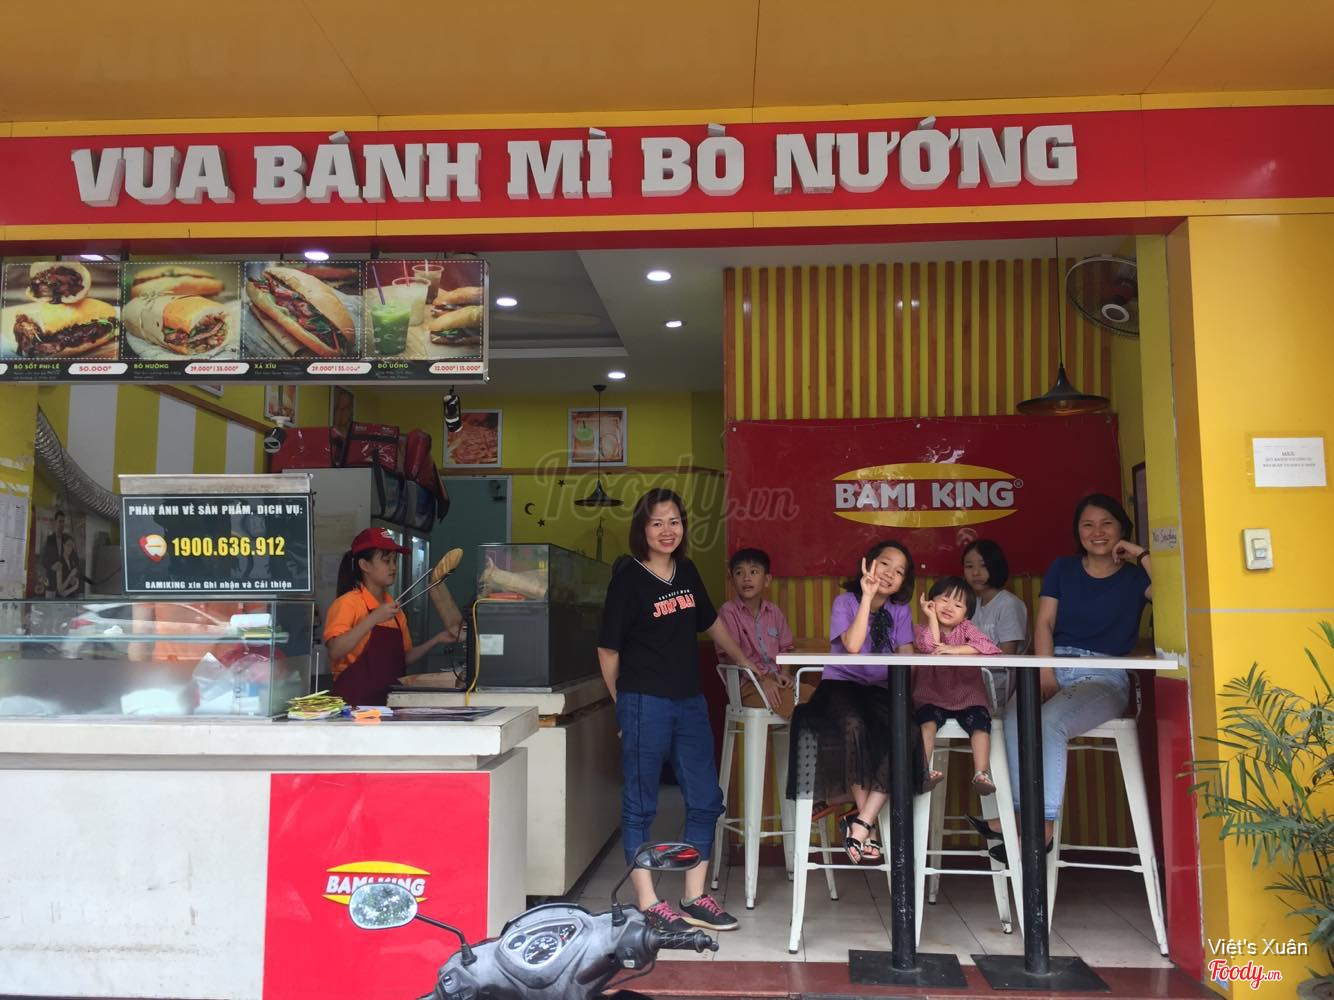 VUA BÁNH MÌ BÒ NƯỚNG
BÒ SỐT PHI-LÊ 50.000đ
BÒ NƯỚNG 29.000đ | 35.000đ
XÁ XÍU 29.000đ | 35.000đ
ĐỒ UỐNG 12.000đ | 15.000đ
PHẢN ÁNH VỀ SẢN PHẨM, DỊCH VỤ:
1900.636.912
BAMIKING xin Ghi nhận và Cải thiện
BAMI KING®
Foody.vn
JUST BAD
BAMI KING
Việt's Xuân
Foody.vn